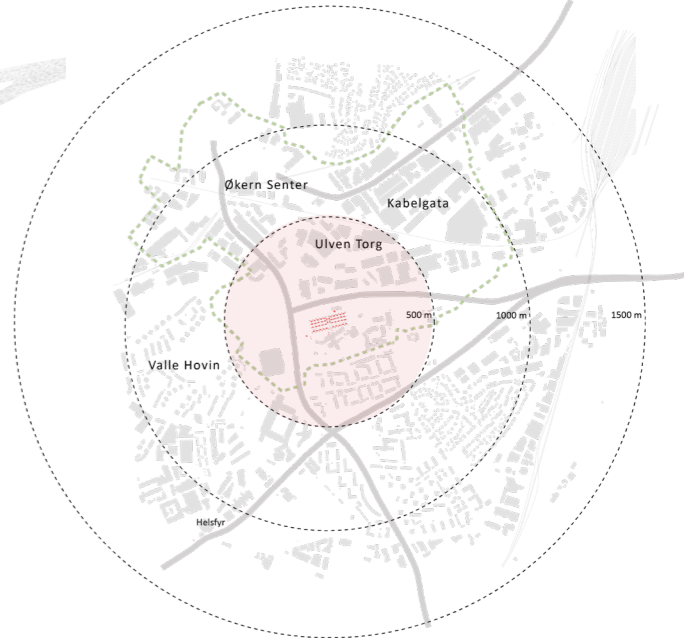 Økern Senter
Kabelgata
Ulven Torg
500 m
1000 m
1500 m
Valle Hovin
Helsfyr